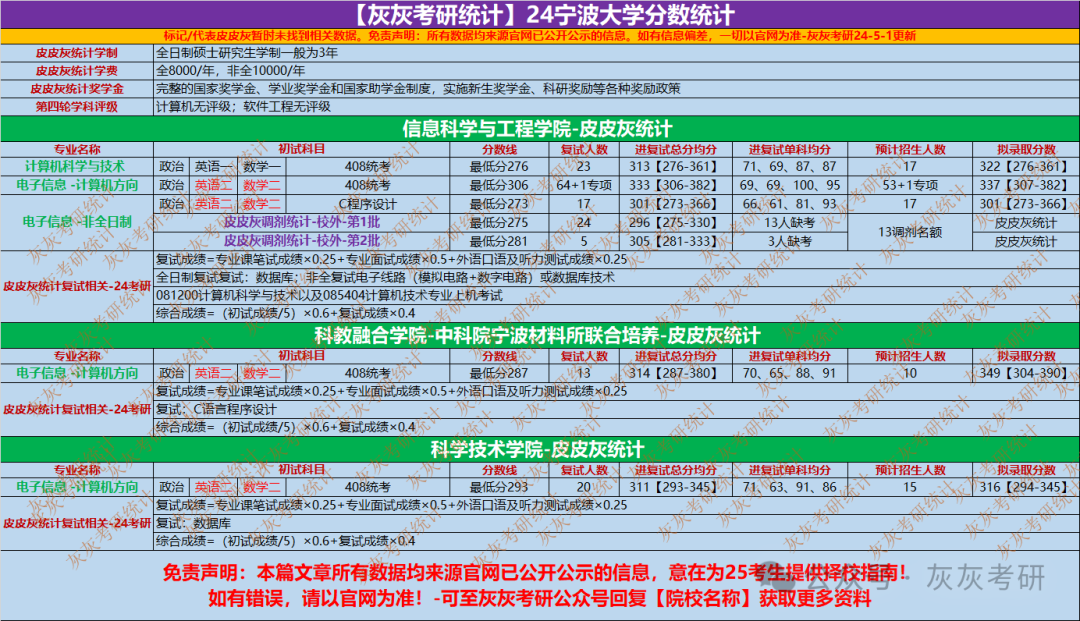 【灰灰考研统计】24宁波大学分数统计
标记/代表皮皮灰暂时未找到相关数据。免责声明：所有数据均来源官网已公开公示的信息。如有信息偏差，一切以官网为准-灰灰考研24-5-1更新
皮皮灰统计学制 全日制硕士研究生学制一般为3年
皮皮灰统计学费 全8000/年，非全10000/年
皮皮灰统计奖学金 完整的国家奖学金、学业奖学金和国家助学金制度，实施新生奖学金、科研奖励等各种奖励政策
第四轮学科评级 计算机无评级；软件工程无评级
信息科学与工程学院-皮皮灰统计
专业名称 初试科目 分数线 复试人数 进复试总分均分 进复试单科均分 预计招生人数 拟录取分数
计算机科学与技术 政治 英语一 数学一 408统考 最低分276 23 313【276-361】 71、69、87、87 17 322【276-361】
电子信息 -计算机方向 政治 英语二 数学二 408统考 最低分306 64+1专项 333【306-382】 69、69、100、95 53+1专项 337【307-382】
电子信息 -非全日制 政治 英语二 数学二 C程序设计 最低分273 17 301【273-366】 66、61、81、93 17 301【273-366】
皮皮灰调剂统计-校外-第1批 最低分275 24 296【275-330】 13人缺考 13调剂名额 皮皮灰统计
皮皮灰调剂统计-校外-第2批 最低分281 5 305【281-333】 3人缺考 皮皮灰统计
皮皮灰统计复试相关-24考研 复试成绩=专业课笔试成绩×0.25+专业面试成绩×0.5+外语口语及听力测试成绩×0.25
全日制复试复试：数据库；非全复试电子线路（模拟电路+数字电路）或数据库技术
081200计算机科学与技术以及085404计算机技术专业上机考试
综合成绩=（初试成绩/5）×0.6+复试成绩×0.4
科教融合学院-中科院宁波材料所联合培养-皮皮灰统计
专业名称 初试科目 分数线 复试人数 进复试总分均分 进复试单科均分 预计招生人数 拟录取分数
电子信息 -计算机方向 政治 英语二 数学二 408统考 最低分287 13 314【287-380】 70、65、88、91 10 349【304-390】
皮皮灰统计复试相关-24考研 复试成绩=专业课笔试成绩×0.25+专业面试成绩×0.5+外语口语及听力测试成绩×0.25
复试：C语言程序设计
综合成绩=（初试成绩/5）×0.6+复试成绩×0.4
科学技术学院-皮皮灰统计
专业名称 初试科目 分数线 复试人数 进复试总分均分 进复试单科均分 预计招生人数 拟录取分数
电子信息 -计算机方向 政治 英语二 数学二 408统考 最低分293 20 311【293-345】 71、63、91、86 15 316【294-345】
皮皮灰统计复试相关-24考研 复试成绩=专业课笔试成绩×0.25+专业面试成绩×0.5+外语口语及听力测试成绩×0.25
复试：数据库
综合成绩=（初试成绩/5）×0.6+复试成绩×0.4
免责声明：本篇文章所有数据均来源官网已公开公示的信息，意在为25考生提供择校指南！
如有错误，请以官网为准！-可至灰灰考研公众号回复【院校名称】获取更多资料
公众号 · 灰灰考研